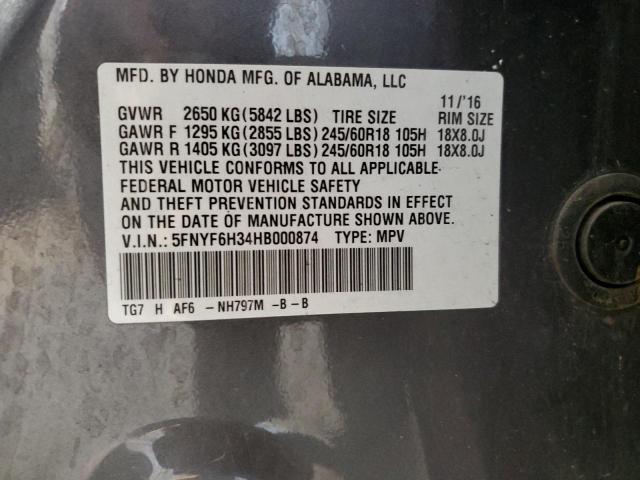 MFD. BY HONDA MFG. OF ALABAMA, LLC
11/'16
GVWR 2650 KG(5842 LBS) TIRE SIZE RIM SIZE
GAWR F 1295 KG(2855 LBS) 245/60R18 105H 18X8.0J
GAWR R 1405 KG(3097 LBS) 245/60R18 105H 18X8.0J
THIS VEHICLE CONFORMS TO ALL APPLICABLE
FEDERAL MOTOR VEHICLE SAFETY
AND THEFT PREVENTION STANDARDS IN EFFECT
ON THE DATE OF MANUFACTURE SHOWN ABOVE.
V.I.N.: 5FNYF6H34HB000874 TYPE: MPV
TG7 H AF6 – NH797M –B – B